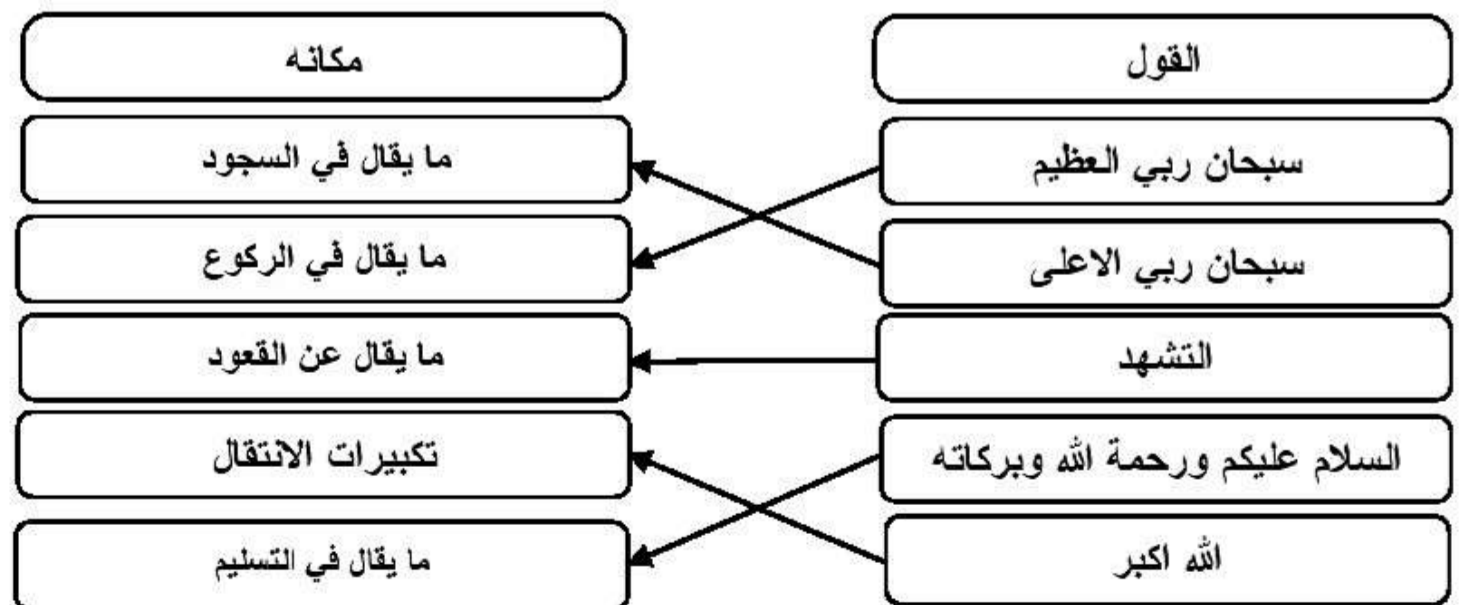 القول
مكانه
سبحان ربي العظيم
ما يقال في السجود
سبحان ربي الاعلى
ما يقال في الركوع
التشهد
ما يقال عن القعود
السلام عليكم ورحمة الله وبركاته
تكبيرات الانتقال
الله اكبر
ما يقال في التسليم